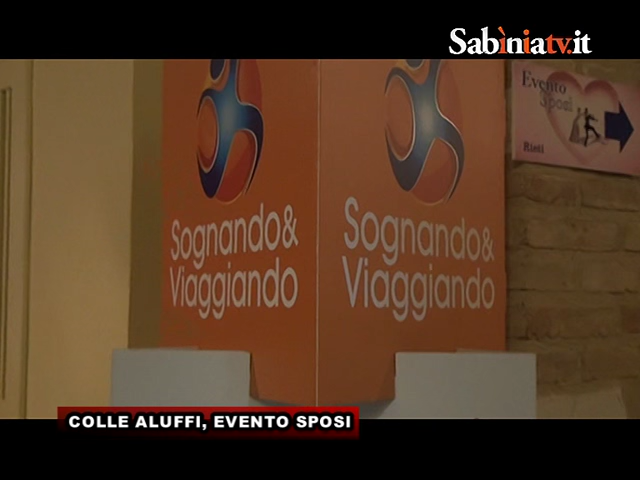 Sabìniatv.it
Evento
Sposi
Rieti
Sognando&
Viaggiando
Sognando&
Viaggiando
COLLE ALUFFI, EVENTO SPOSI